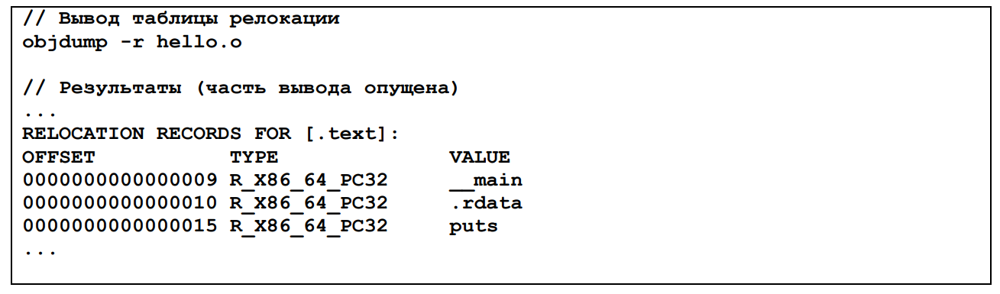 // Вывод таблицы релокации
objdump -r hello.o
// Результаты (часть вывода опущена)
...
RELOCATION RECORDS FOR [.text]:
OFFSET TYPE VALUE
0000000000000009 R_X86_64_PC32 __main
0000000000000010 R_X86_64_PC32 .rdata
0000000000000015 R_X86_64_PC32 puts
...